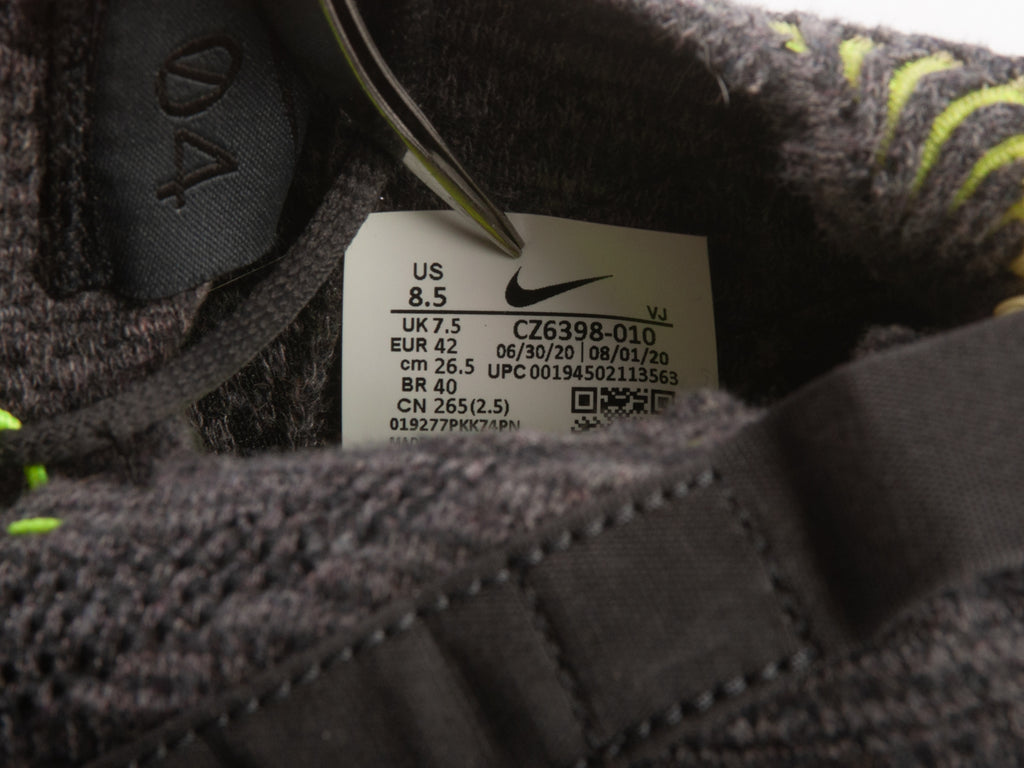 04
US
8.5
VJ
UK 7.5
CZ6398-010
EUR 42
06/30/20 | 08/01/20
cm 26.5
UPC 00194502113563
BR 40
CN 265(2.5)
019277PKK74PN